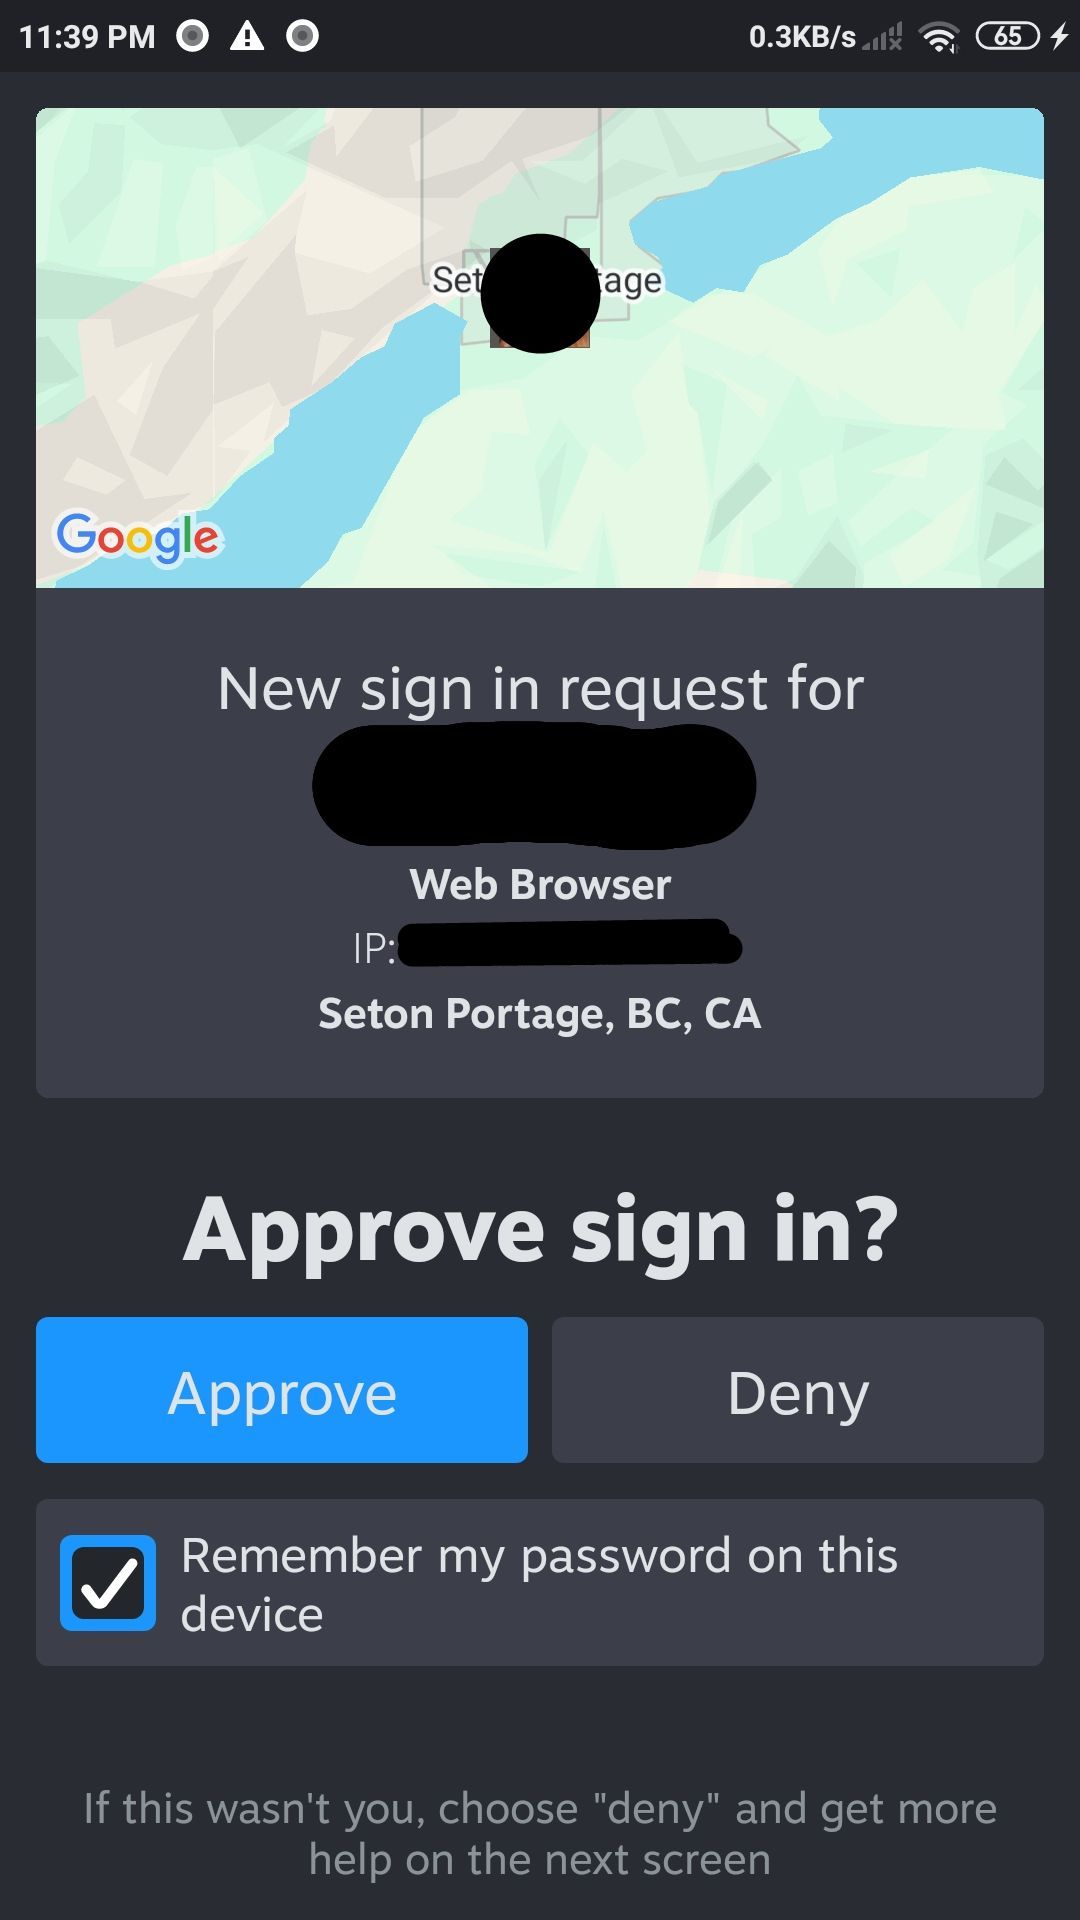 11:39 PM 0.3KB/s 65
Google
New sign in request for
Web Browser
IP:
Seton Portage, BC, CA
Approve sign in?
Approve Deny
Remember my password on this
device
If this wasn't you, choose "deny" and get more
help on the next screen